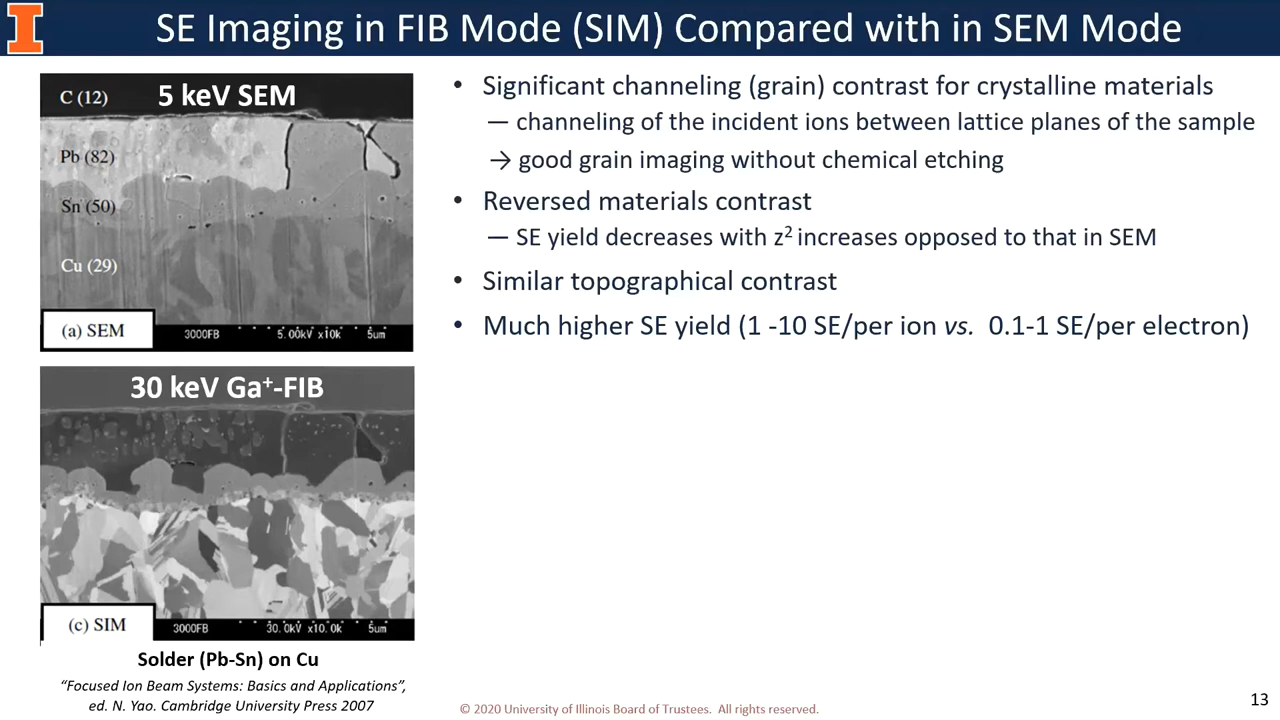 SE Imaging in FIB Mode (SIM) Compared with in SEM Mode
C (12)
5 keV SEM
Pb (82)
Sn (50)
Cu (29)
(a) SEM
3000FB 5.00kV x10k 5um
30 keV Ga⁺-FIB
(c) SIM
3000FB 30.0kV x10.0k 5um
Solder (Pb-Sn) on Cu
“Focused Ion Beam Systems: Basics and Applications”,
ed. N. Yao. Cambridge University Press 2007
• Significant channeling (grain) contrast for crystalline materials
— channeling of the incident ions between lattice planes of the sample
→ good grain imaging without chemical etching
• Reversed materials contrast
— SE yield decreases with z² increases opposed to that in SEM
• Similar topographical contrast
• Much higher SE yield (1 -10 SE/per ion vs. 0.1-1 SE/per electron)
© 2020 University of Illinois Board of Trustees. All rights reserved.
13